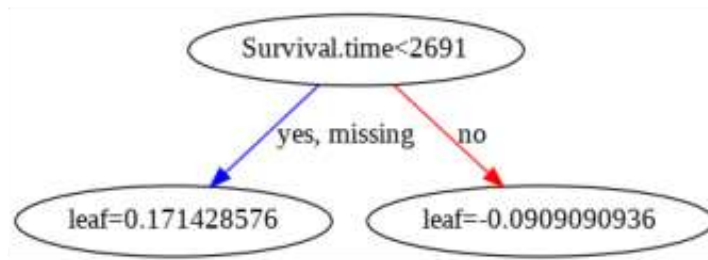 Survival.time<2691
yes, missing
no
leaf=0.171428576
leaf=-0.0909090936